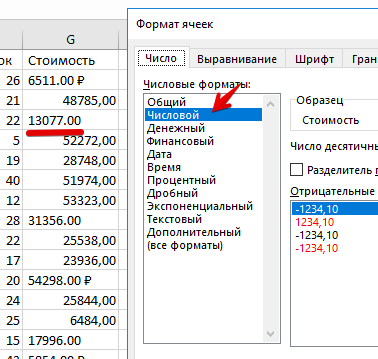 G
ок Стоимость
26 6511.00 ₽
21 48785,00
22 13077.00
5 52272,00
19 28748,00
40 51974,00
12 53323,00
28 31356.00
22 25538,00
17 23936,00
20 54298.00 ₽
24 25844,00
25 6484,00
15 17996.00
Формат ячеек
Число Выравнивание Шрифт Гран
Числовые форматы:
Общий
Числовой
Денежный
Финансовый
Дата
Время
Процентный
Дробный
Экспоненциальный
Текстовый
Дополнительный
(все форматы)
Образец
Стоимость
Число десятичны
Разделитель
Отрицательные
-1234,10
1234,10
-1234,10
-1234,10